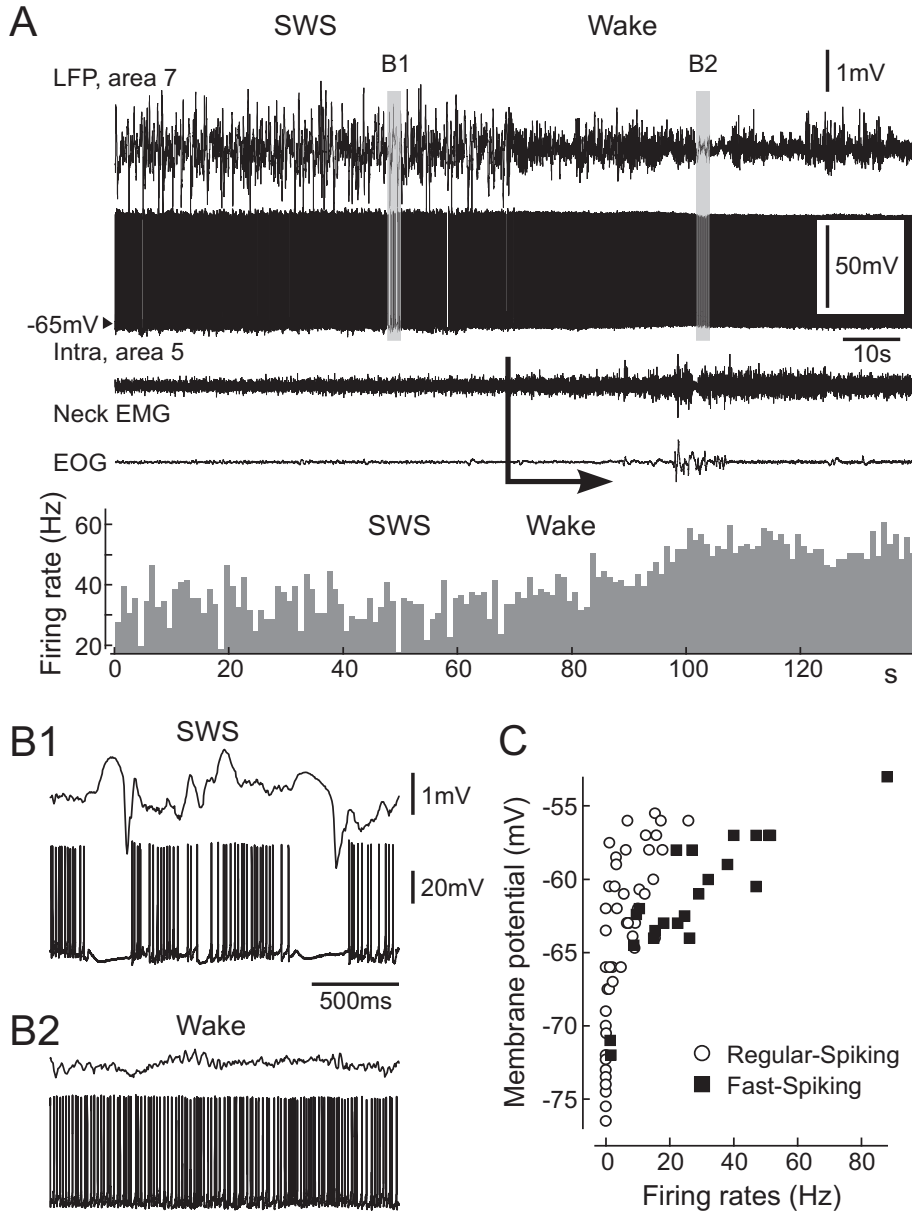 A
SWS
Wake
B1
B2
LFP, area 7
1mV
50mV
-65mV
10s
Intra, area 5
Neck EMG
EOG
Firing rate (Hz)
SWS
Wake
60
40
20
0
20
40
60
80
100
120
s
B1
SWS
1mV
20mV
500ms
B2
Wake
C
Membrane potential (mV)
-55
-60
-65
-70
-75
Regular-Spiking
Fast-Spiking
0
20
40
60
80
Firing rates (Hz)